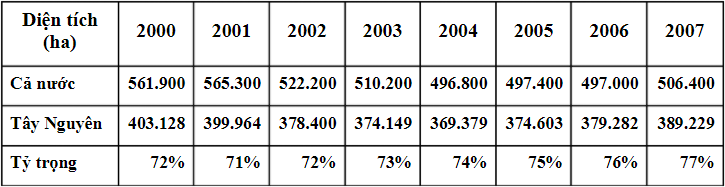 Diện tích (ha) 2000 2001 2002 2003 2004 2005 2006 2007
Cả nước 561.900 565.300 522.200 510.200 496.800 497.400 497.000 506.400
Tây Nguyên 403.128 399.964 378.400 374.149 369.379 374.603 379.282 389.229
Tỷ trọng 72% 71% 72% 73% 74% 75% 76% 77%